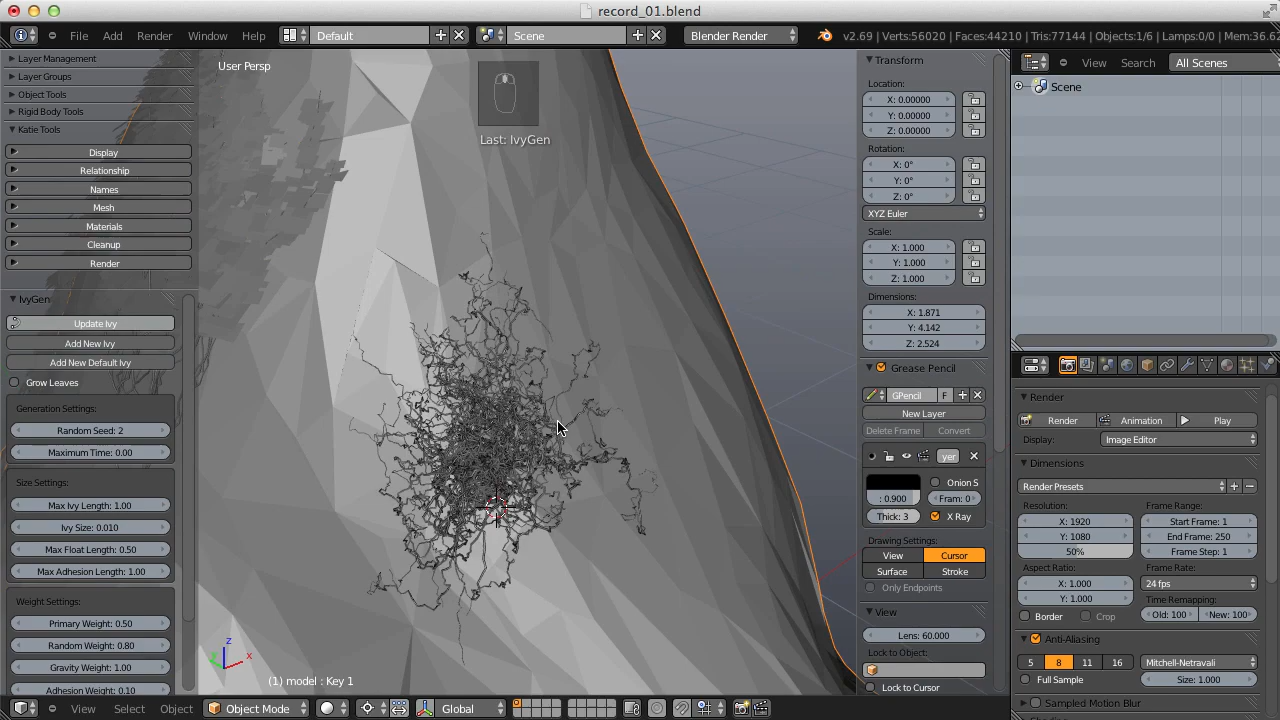 record_01.blend
File Add Render Window Help Default Scene Blender Render v2.69 | Verts:56020 | Faces:44210 | Tris:77144 | Objects:1/6 | Lamps:0/0 | Mem:36.62
Layer Management
Layer Groups
Object Tools
Rigid Body Tools
Katie Tools
Display
Relationship
Names
Mesh
Materials
Cleanup
Render
IvyGen
Update Ivy
Add New Ivy
Add New Default Ivy
Grow Leaves
Generation Settings:
Random Seed: 2
Maximum Time: 0.00
Size Settings:
Max Ivy Length: 1.00
Ivy Size: 0.010
Max Float Length: 0.50
Max Adhesion Length: 1.00
Weight Settings:
Primary Weight: 0.50
Random Weight: 0.80
Gravity Weight: 1.00
Adhesion Weight: 0.10
User Persp
Last: IvyGen
z
x
(1) model : Key 1
View Select Object Object Mode Global
Transform
Location:
X: 0.00000
Y: 0.00000
Z: 0.00000
Rotation:
X: 0°
Y: 0°
Z: 0°
XYZ Euler
Scale:
X: 1.000
Y: 1.000
Z: 1.000
Dimensions:
X: 1.871
Y: 4.142
Z: 2.524
Grease Pencil
GPencil F
New Layer
Delete Frame Convert
yer
Onion S
: 0.900 Fram: 0
Thick: 3 X Ray
Drawing Settings:
View Cursor
Surface Stroke
Only Endpoints
View
Lens: 60.000
Lock to Object:
Lock to Cursor
View Search All Scenes
Scene
Render
Render Animation Play
Display: Image Editor
Dimensions
Render Presets
Resolution: Frame Range:
X: 1920 Start Frame: 1
Y: 1080 End Frame: 250
50% Frame Step: 1
Aspect Ratio: Frame Rate:
X: 1.000 24 fps
Y: 1.000 Time Remapping:
Border Crop Old: 100 New: 100
Anti-Aliasing
5 8 11 16 Mitchell-Netravali
Full Sample Size: 1.000
Sampled Motion Blur